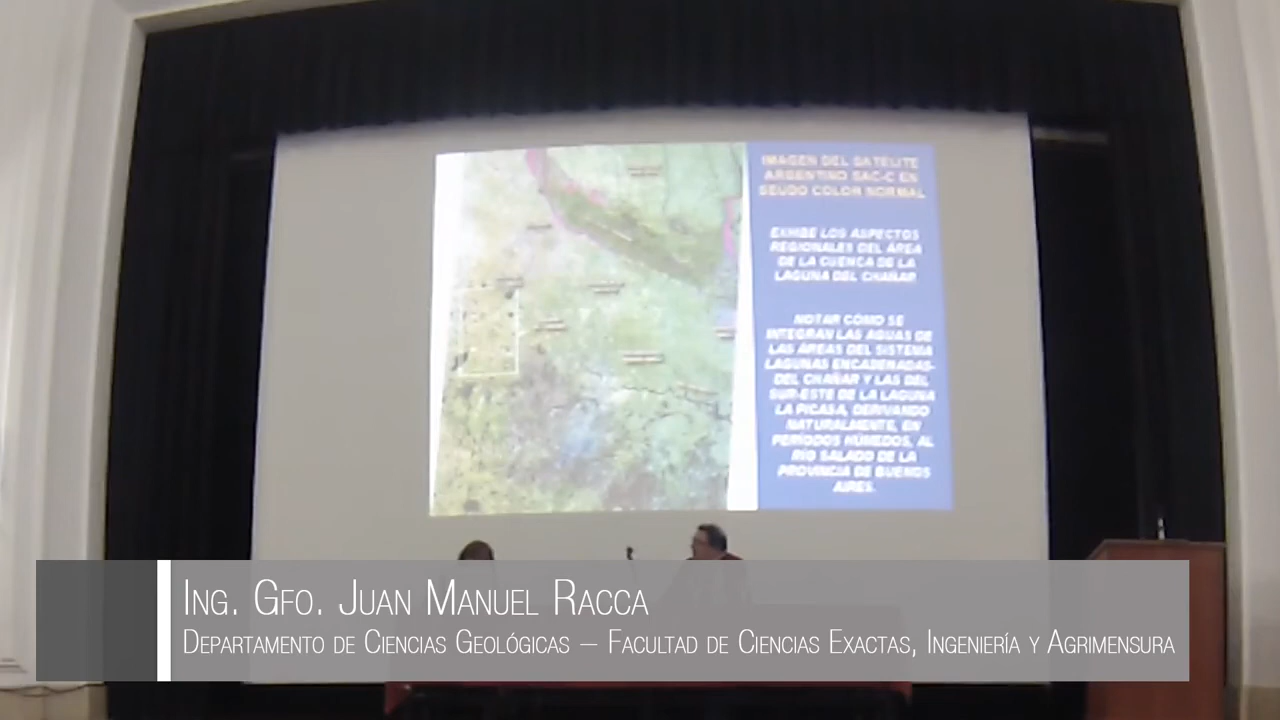 IMAGEN DEL SATELITE
ARGENTINO SAC-C EN
SEUDO COLOR NORMAL
EXHIBE LOS ASPECTOS
REGIONALES DEL ÁREA
DE LA CUENCA DE LA
LAGUNA DEL CHAÑAR
NOTAR CÓMO SE
INTEGRAN LAS AGUAS DE
LAS ÁREAS DEL SISTEMA
LAGUNAS ENCADENADAS-
DEL CHAÑAR Y LAS DEL
SUR-ESTE DE LA LAGUNA
LA PICASA, DERIVANDO
NATURALMENTE, EN
PERÍODOS HÚMEDOS, AL
RÍO SALADO DE LA
PROVINCIA DE BUENOS
AIRES.
Ing. Gfo. Juan Manuel Racca
Departamento de Ciencias Geológicas – Facultad de Ciencias Exactas, Ingeniería y Agrimensura